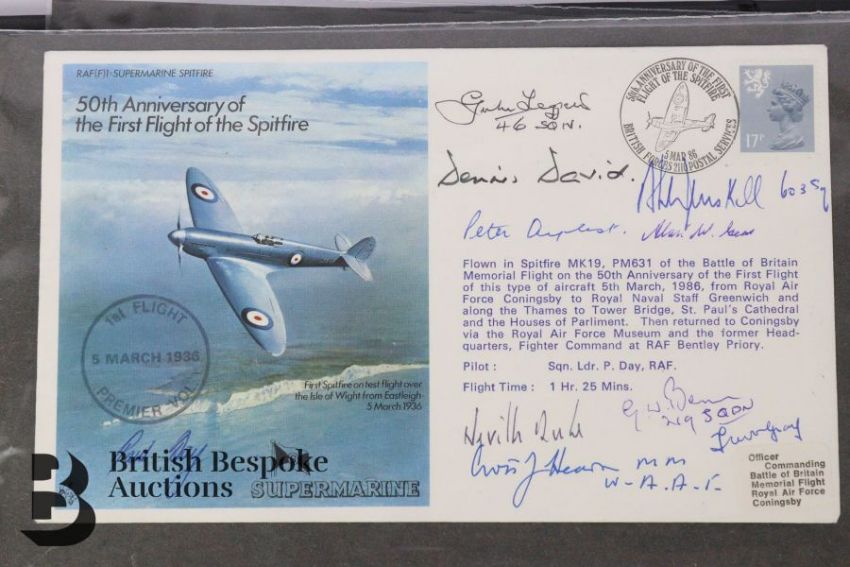 RAF(F)1 - SUPERMARINE SPITFIRE
50th Anniversary of
the First Flight of the Spitfire
1st FLIGHT
5 MARCH 1936
PREMIER VOL
First Spitfire on test flight over
the Isle of Wight from Eastleigh -
5 March 1936
SUPERMARINE
British Bespoke
Auctions
46 SQN.
50th ANNIVERSARY OF THE FIRST
FLIGHT OF THE SPITFIRE
5 MAR 86
BRITISH FORCES 2110 POSTAL SERVICES
17p
Dennis David.
603 Sq
Peter
Alan W.
Flown in Spitfire MK19, PM631 of the Battle of Britain
Memorial Flight on the 50th Anniversary of the First Flight
of this type of aircraft 5th March, 1986, from Royal Air
Force Coningsby to Royal Naval Staff Greenwich and
along the Thames to Tower Bridge, St. Paul's Cathedral
and the Houses of Parliment. Then returned to Coningsby
via the Royal Air Force Museum and the former Head-
quarters, Fighter Command at RAF Bentley Priory.
Pilot : Sqn. Ldr. P. Day, RAF.
Flight Time : 1 Hr. 25 Mins.
219 SQDN
Neville Duke
MM
W.A.A.F.
Officer
Commanding
Battle of Britain
Memorial Flight
Royal Air Force
Coningsby